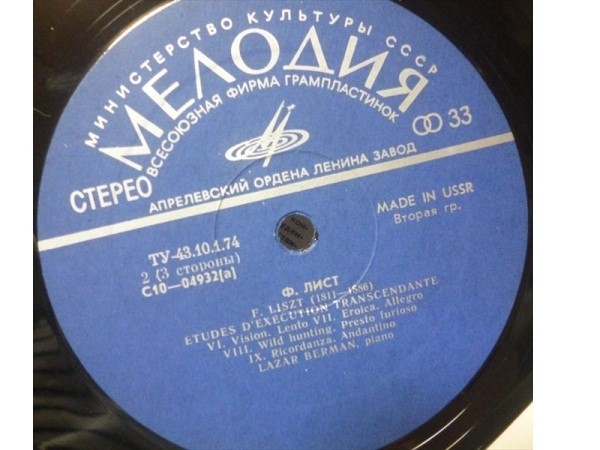 МИНИСТЕРСТВО КУЛЬТУРЫ СССР
МЕЛОДИЯ
ВСЕСОЮЗНАЯ ФИРМА ГРАМПЛАСТИНОК
СТЕРЕО
33
АПРЕЛЕВСКИЙ ОРДЕНА ЛЕНИНА ЗАВОД
MADE IN USSR
Вторая гр.
ТУ-43.10.1.74
2 (3 стороны)
С10—04932(а)
Ф. ЛИСТ
F. LISZT (1811—1886)
ETUDES D'EXECUTION TRANSCENDANTE
VI. Vision. Lento VII. Eroica. Allegro
VIII. Wild hunting. Presto furioso
IX. Ricordanza. Andantino
LAZAR BERMAN, piano